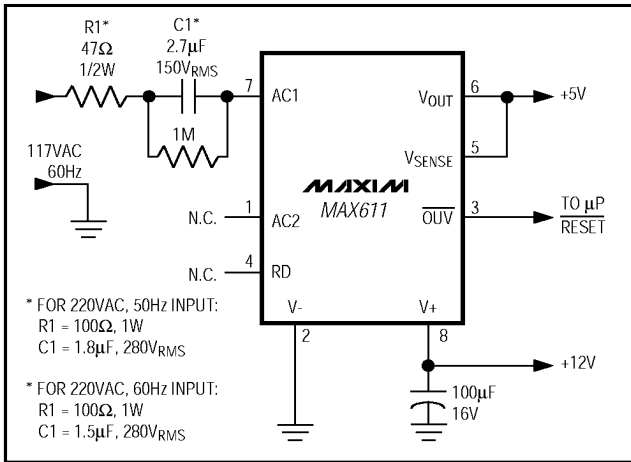 R1*
47Ω
1/2W
C1*
2.7µF
150VRMS
1M
117VAC
60Hz
7
AC1
N.C.
1
AC2
N.C.
4
RD
MAXIM
MAX611
VOUT
6
+5V
VSENSE
5
OUV
3
TO µP
RESET
V-
2
V+
8
+12V
100µF
16V
* FOR 220VAC, 50Hz INPUT:
R1 = 100Ω, 1W
C1 = 1.8µF, 280VRMS
* FOR 220VAC, 60Hz INPUT:
R1 = 100Ω, 1W
C1 = 1.5µF, 280VRMS